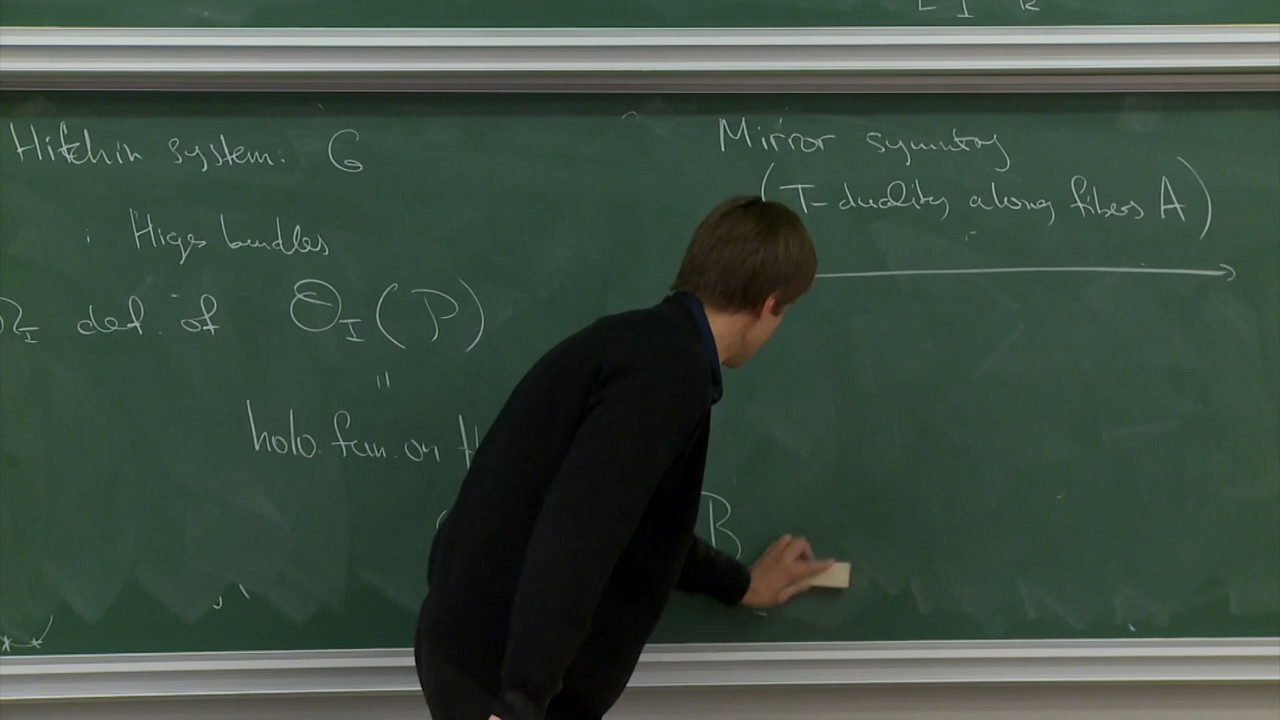 Hitchin system: G
Higgs bundles
def. of Θ_I(P)
"
holo. fun. on
B
Mirror symmetry
(T-duality along fibers A)